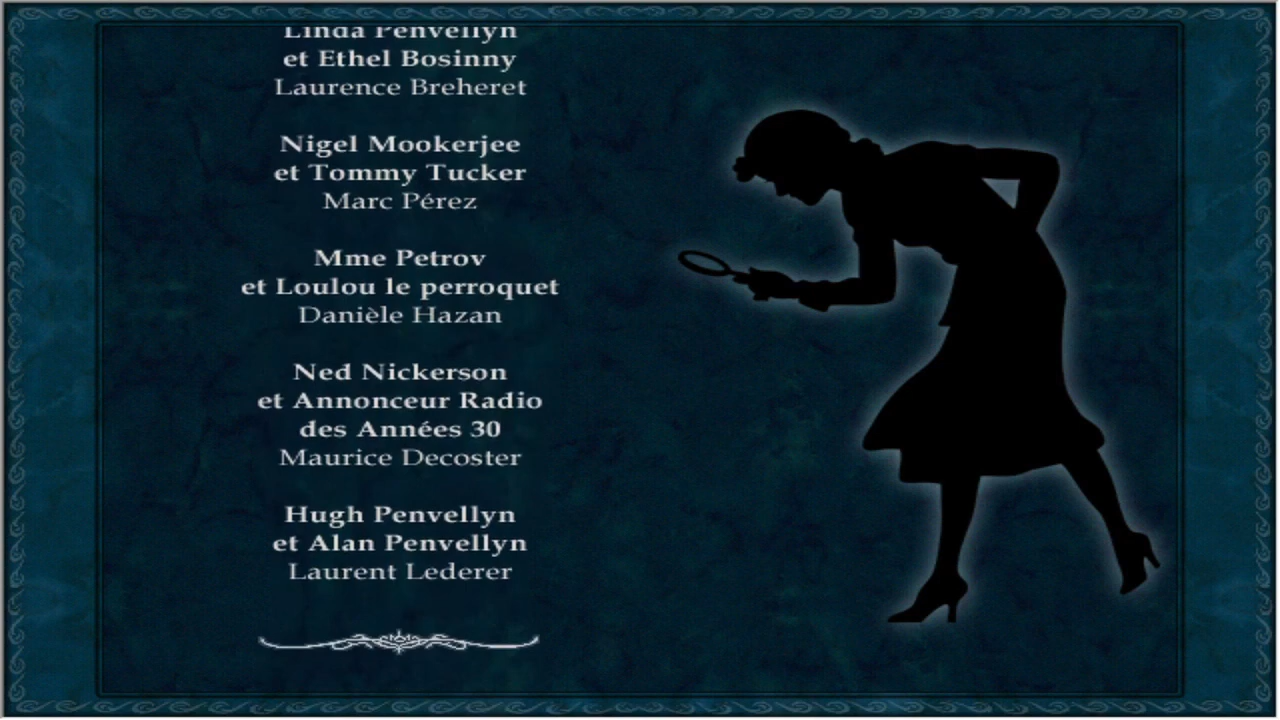 Linda Penvellyn
et Ethel Bosinny
Laurence Breheret
Nigel Mookerjee
et Tommy Tucker
Marc Pérez
Mme Petrov
et Loulou le perroquet
Danièle Hazan
Ned Nickerson
et Annonceur Radio
des Années 30
Maurice Decoster
Hugh Penvellyn
et Alan Penvellyn
Laurent Lederer